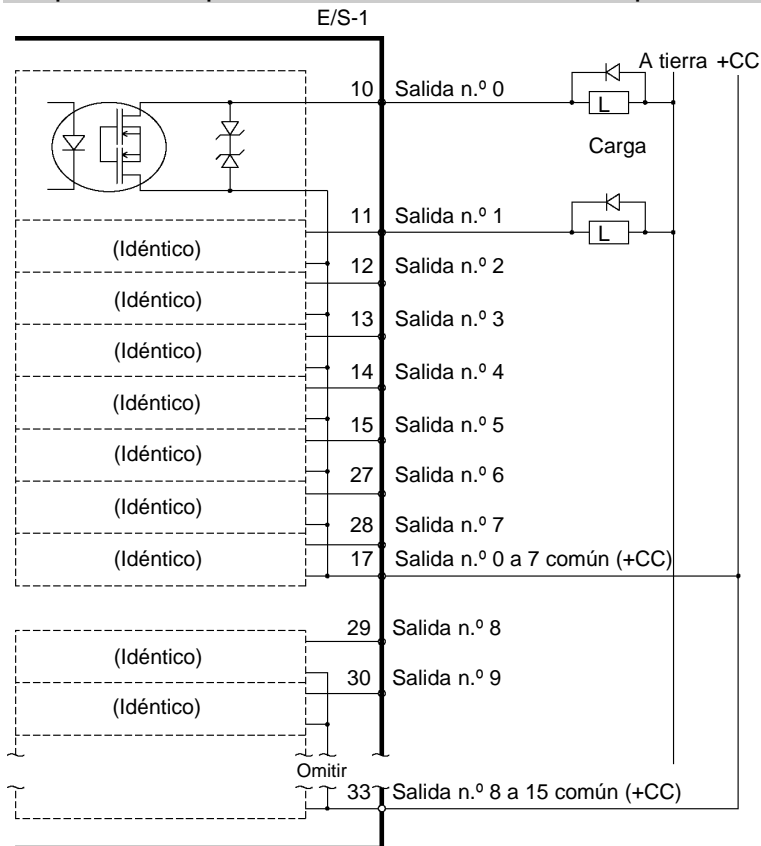 E/S-1
A tierra +CC
10 Salida n.º 0
L
Carga
11 Salida n.º 1
L
(Idéntico)
12 Salida n.º 2
(Idéntico)
13 Salida n.º 3
(Idéntico)
14 Salida n.º 4
(Idéntico)
15 Salida n.º 5
(Idéntico)
27 Salida n.º 6
(Idéntico)
28 Salida n.º 7
(Idéntico)
17 Salida n.º 0 a 7 común (+CC)
29 Salida n.º 8
(Idéntico)
30 Salida n.º 9
(Idéntico)
Omitir
33 Salida n.º 8 a 15 común (+CC)